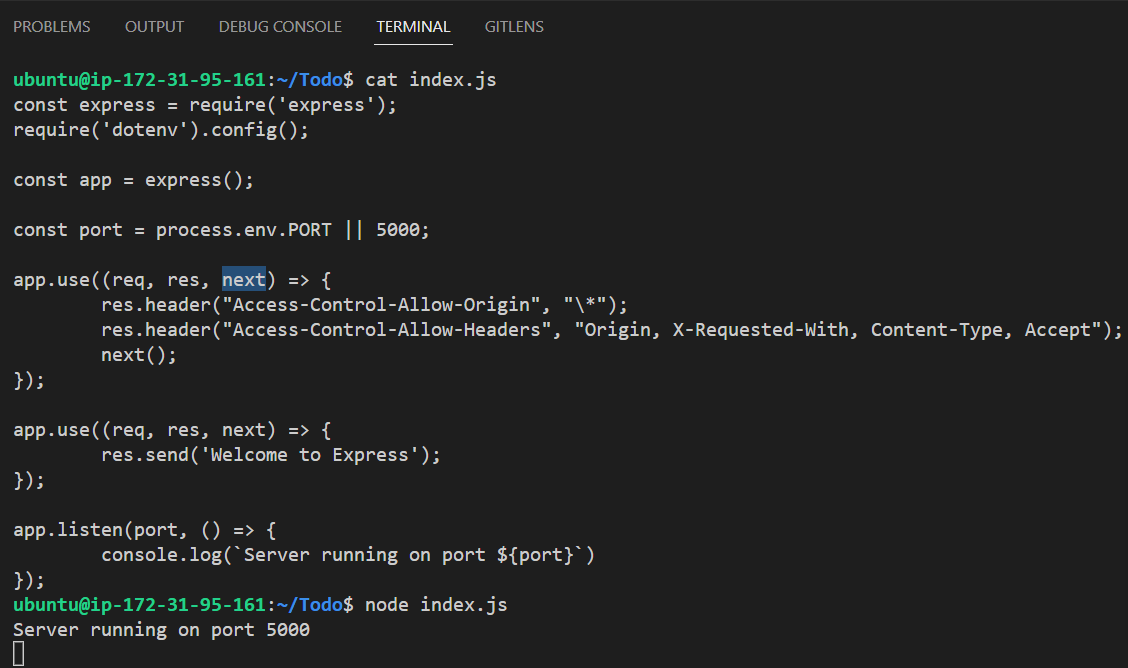 PROBLEMS OUTPUT DEBUG CONSOLE TERMINAL GITLENS
ubuntu@ip-172-31-95-161:~/Todo$ cat index.js
const express = require('express');
require('dotenv').config();
const app = express();
const port = process.env.PORT || 5000;
app.use((req, res, next) => {
        res.header("Access-Control-Allow-Origin", "\*");
        res.header("Access-Control-Allow-Headers", "Origin, X-Requested-With, Content-Type, Accept");
        next();
});
app.use((req, res, next) => {
        res.send('Welcome to Express');
});
app.listen(port, () => {
        console.log(`Server running on port ${port}`)
});
ubuntu@ip-172-31-95-161:~/Todo$ node index.js
Server running on port 5000